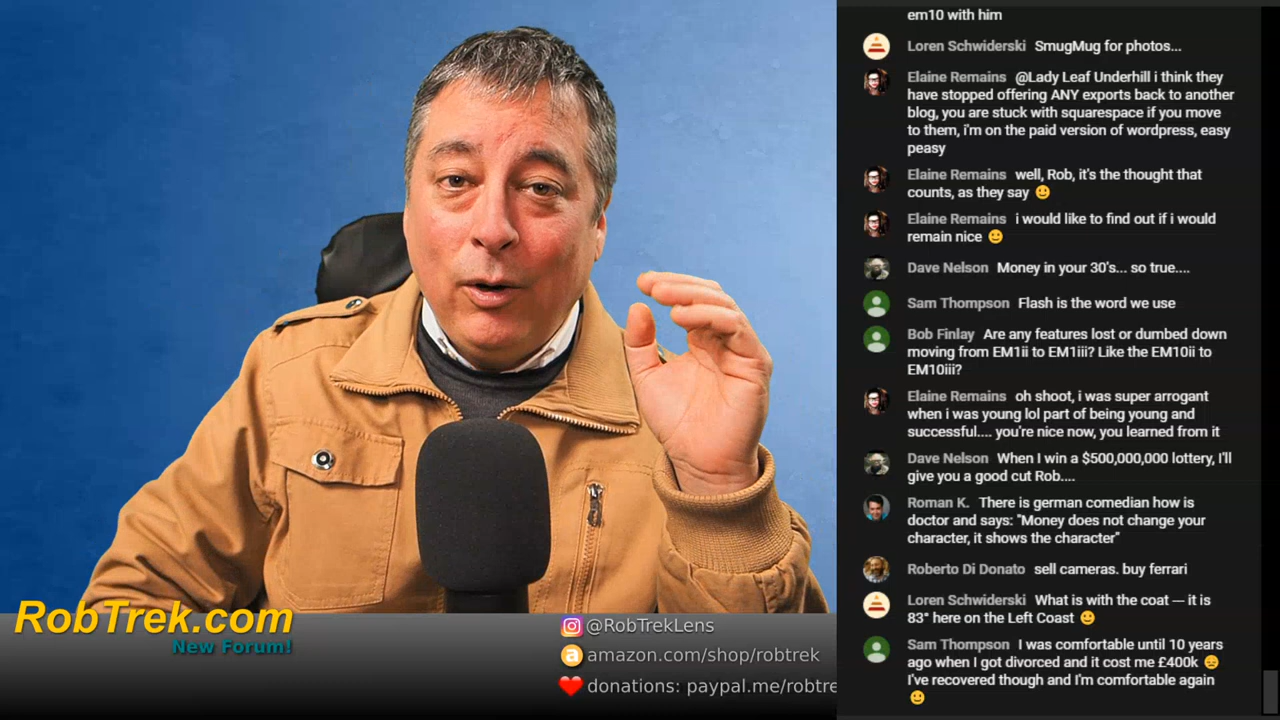 RobTrek.com
New Forum!
@RobTrekLens
a amazon.com/shop/robtrek
donations: paypal.me/robtre
em10 with him
Loren Schwiderski SmugMug for photos...
Elaine Remains @Lady Leaf Underhill i think they
have stopped offering ANY exports back to another
blog, you are stuck with squarespace if you move
to them, i'm on the paid version of wordpress, easy
peasy
Elaine Remains well, Rob, it's the thought that
counts, as they say 🙂
Elaine Remains i would like to find out if i would
remain nice 🙂
Dave Nelson Money in your 30's... so true....
Sam Thompson Flash is the word we use
Bob Finlay Are any features lost or dumbed down
moving from EM1ii to EM1iii? Like the EM10ii to
EM10iii?
Elaine Remains oh shoot, i was super arrogant
when i was young lol part of being young and
successful.... you're nice now, you learned from it
Dave Nelson When I win a $500,000,000 lottery, I'll
give you a good cut Rob....
Roman K. There is german comedian how is
doctor and says: "Money does not change your
character, it shows the character"
Roberto Di Donato sell cameras. buy ferrari
Loren Schwiderski What is with the coat --- it is
83° here on the Left Coast 🙂
Sam Thompson I was comfortable until 10 years
ago when I got divorced and it cost me £400k 😞
I've recovered though and I'm comfortable again
🙂